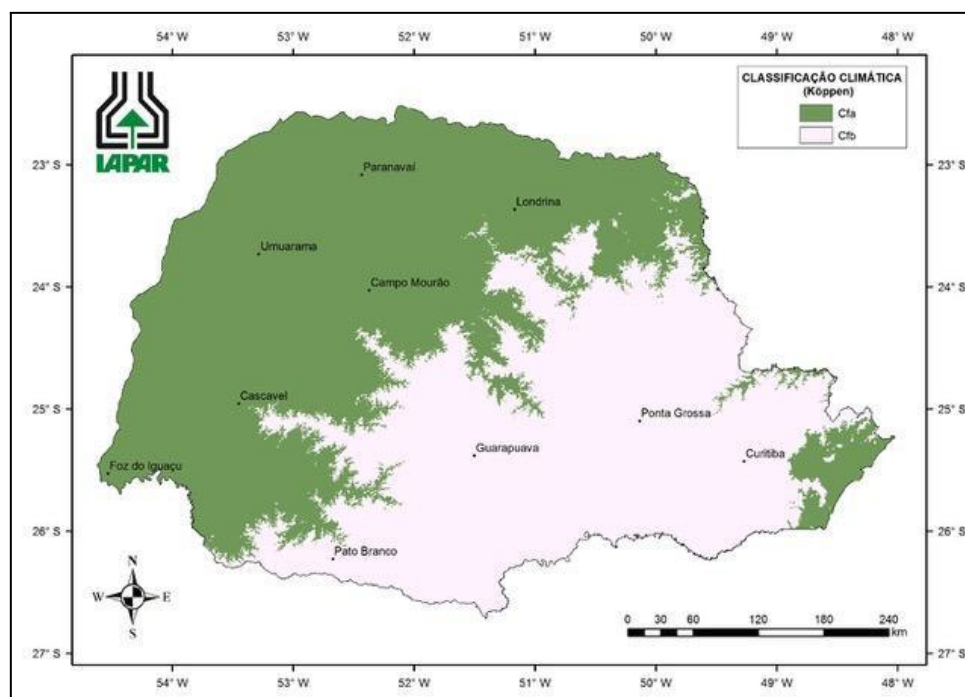 54° W 53° W 52° W 51° W 50° W 49° W 48° W
IAPAR
CLASSIFICAÇÃO CLIMÁTICA
(Köppen)
Cfa
Cfb
23° S 23° S
Paranavaí
Londrina
Umuarama
24° S 24° S
Campo Mourão
Cascavel
25° S 25° S
Ponta Grossa
Guarapuava
Curitiba
Foz do Iguaçu
26° S 26° S
Pato Branco
N
W E
S
0 30 60 120 180 240
km
27° S 27° S
54° W 53° W 52° W 51° W 50° W 49° W 48° W